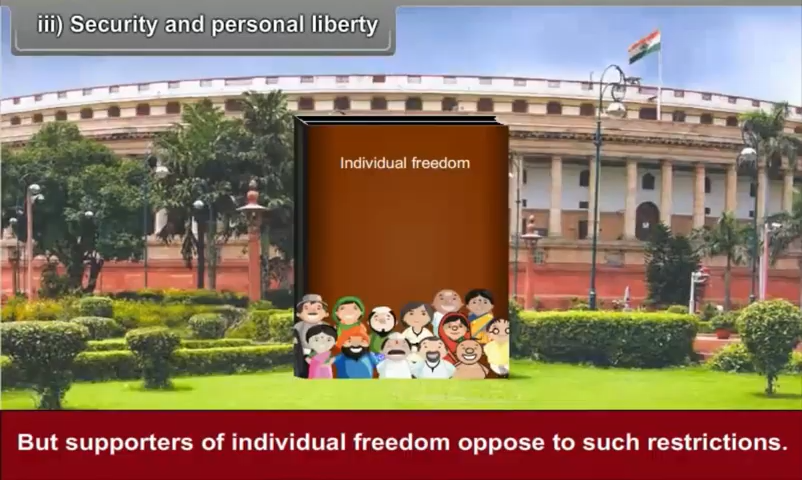 iii) Security and personal liberty
Individual freedom
But supporters of individual freedom oppose to such restrictions.